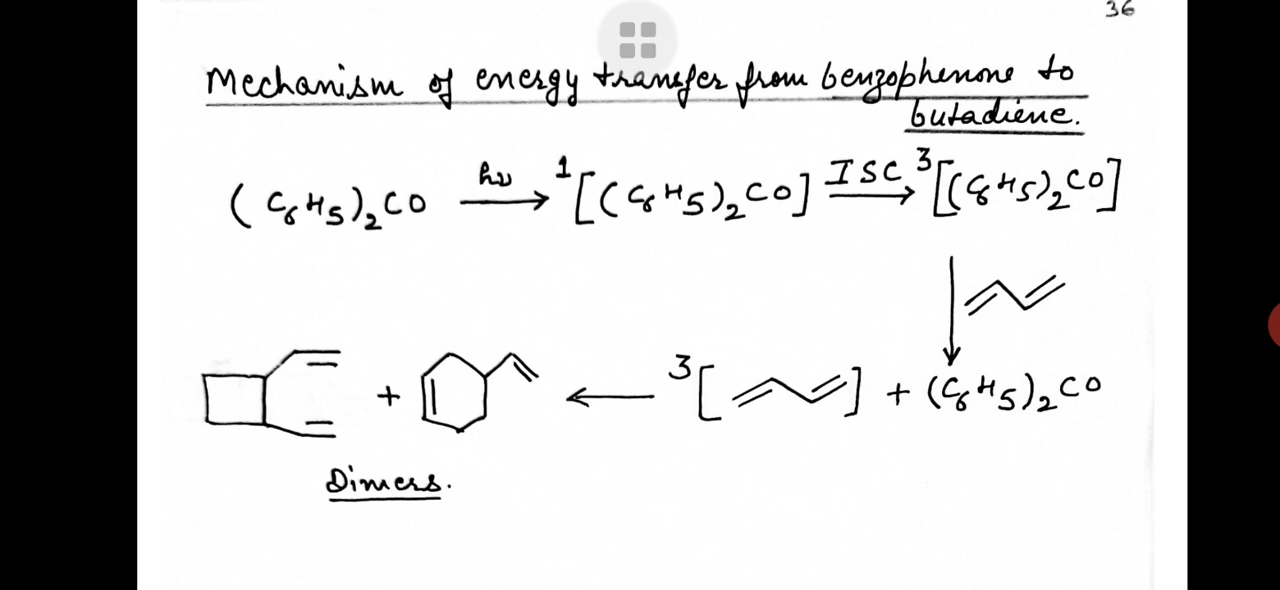 36
Mechanism of energy transfer from benzophenone to
butadiene.
(C₆H₅)₂CO hν → ¹[(C₆H₅)₂CO] ISC → ³[(C₆H₅)₂CO]
+ ← ³[ ] + (C₆H₅)₂CO
Dimers.